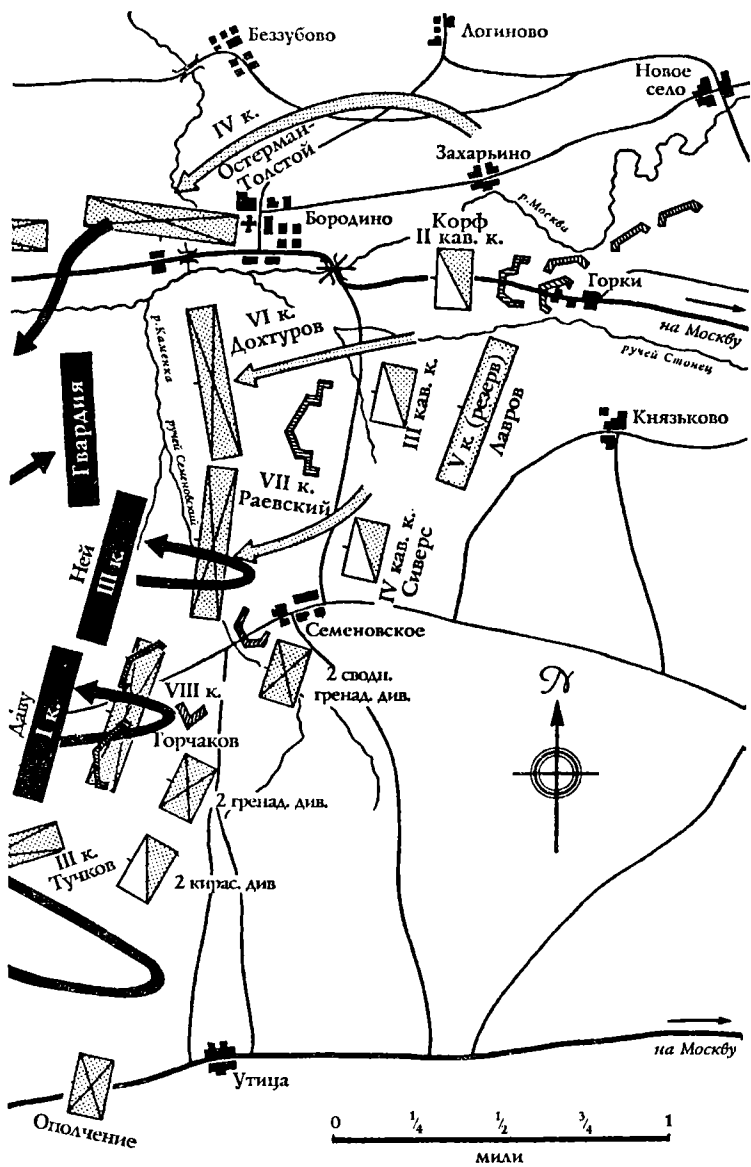 Беззубово
Логиново
Новое
село
IV к.
Остерман-
Толстой
Захарьино
р. Москва
Бородино
Корф
II кав. к.
Горки
на Москву
ручей Стонец
VI к.
Дохтуров
р. Каменка
ручей Семеновский
Гвардия
III кав. к.
V к. (резерв)
Лавров
Князьково
VII к.
Раевский
Ней
III к.
IV кав. к.
Сиверс
Семеновское
2 сводн.
гренад. див.
N
Даву
I к.
VIII к.
Горчаков
2 гренад. див.
III к.
Тучков
2 кирас. див
на Москву
Утица
Ополчение
0 1/4 1/2 3/4 1
мили